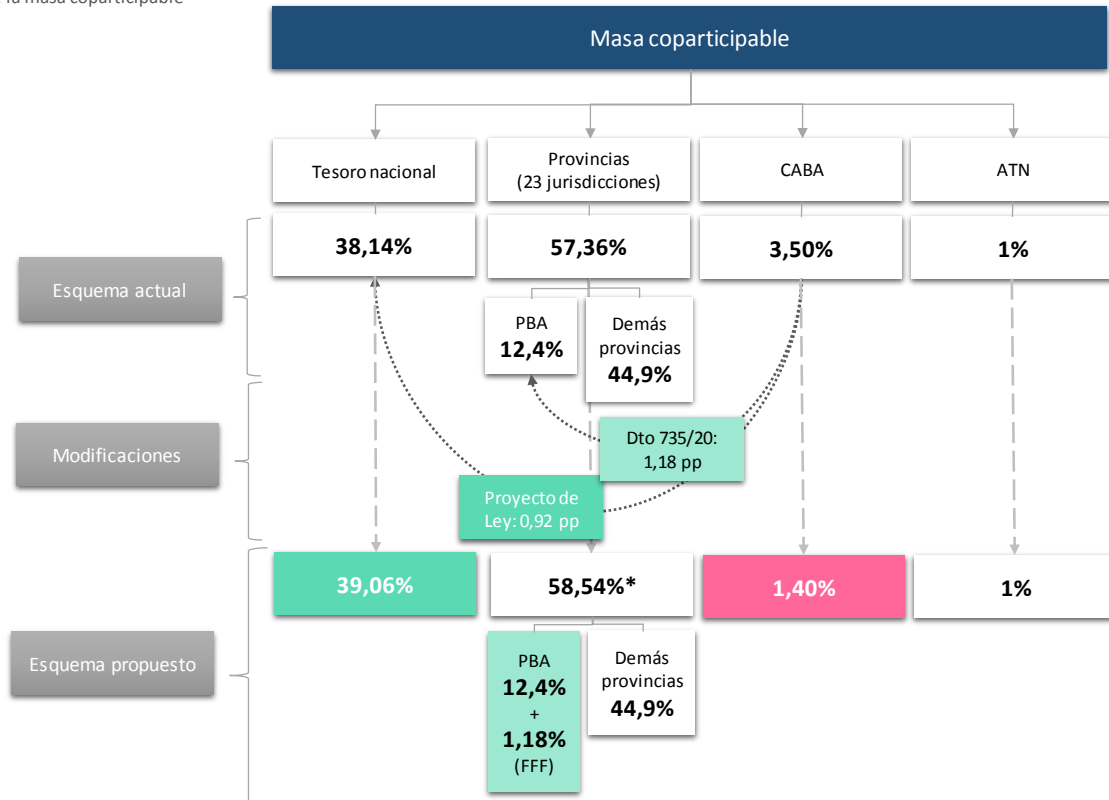 la masa coparticipable
Masa coparticipable
Tesoro nacional
Provincias
(23 jurisdicciones)
CABA
ATN
Esquema actual
38,14%
57,36%
3,50%
1%
PBA
12,4%
Demás
provincias
44,9%
Modificaciones
Dto 735/20:
1,18 pp
Proyecto de
Ley: 0,92 pp
Esquema propuesto
39,06%
58,54%*
1,40%
1%
PBA
12,4%
+
1,18%
(FFF)
Demás
provincias
44,9%